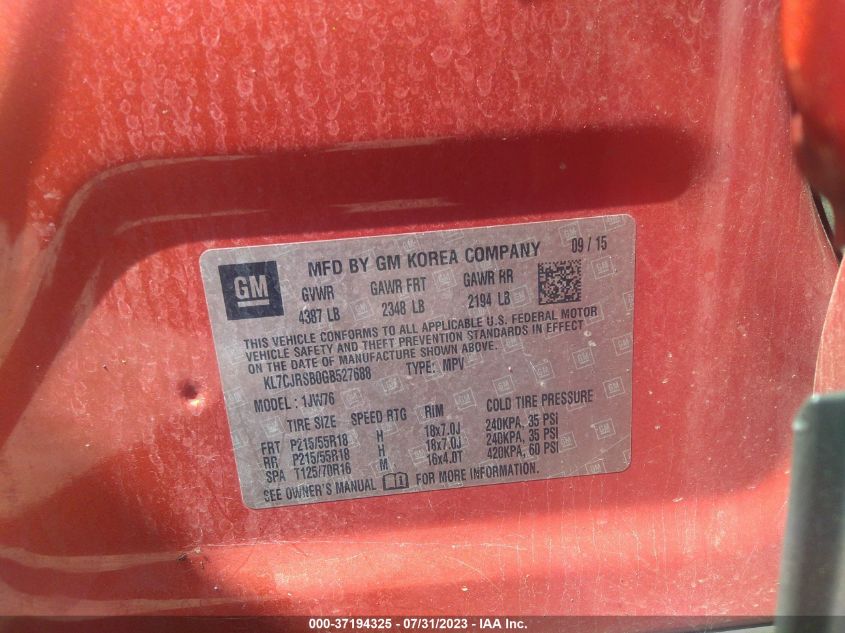 GM
MFD BY GM KOREA COMPANY 09 / 15
GVWR GAWR FRT GAWR RR
4387 LB 2348 LB 2194 LB
THIS VEHICLE CONFORMS TO ALL APPLICABLE U.S. FEDERAL MOTOR
VEHICLE SAFETY AND THEFT PREVENTION STANDARDS IN EFFECT
ON THE DATE OF MANUFACTURE SHOWN ABOVE.
KL7CJRSB0GB527688 TYPE: MPV
MODEL: 1JW76
TIRE SIZE SPEED RTG RIM COLD TIRE PRESSURE
FRT P215/55R18 H 18x7.0J 240KPA, 35 PSI
RR P215/55R18 H 18x7.0J 240KPA, 35 PSI
SPA T125/70R16 M 16x4.0T 420KPA, 60 PSI
SEE OWNER'S MANUAL FOR MORE INFORMATION.
000-37194325 / 07/31/2023 - IAA Inc.